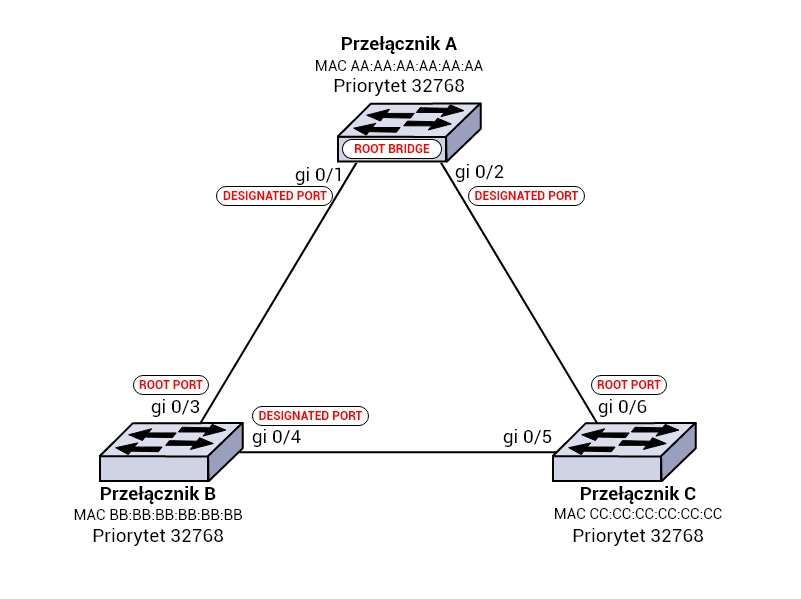 Przełącznik A
MAC AA:AA:AA:AA:AA:AA
Priorytet 32768
ROOT BRIDGE
gi 0/1
gi 0/2
DESIGNATED PORT
DESIGNATED PORT
ROOT PORT
ROOT PORT
gi 0/3
gi 0/6
DESIGNATED PORT
gi 0/4
gi 0/5
Przełącznik B
MAC BB:BB:BB:BB:BB:BB
Priorytet 32768
Przełącznik C
MAC CC:CC:CC:CC:CC:CC
Priorytet 32768